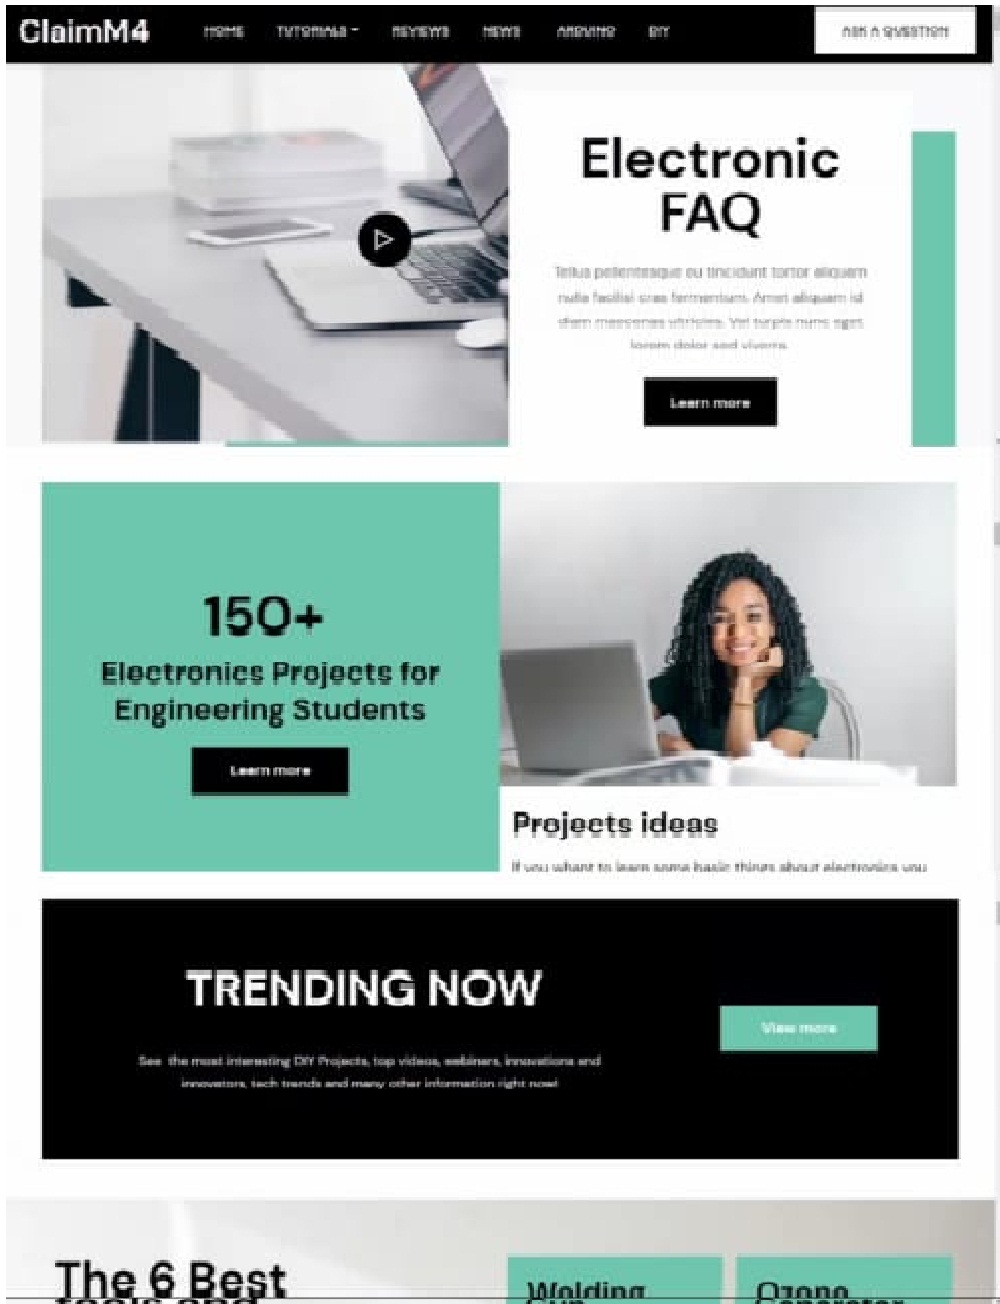 ClaimM4
HOME TUTORIALS REVIEWS NEWS ARDUINO DIY ASK A QUESTION
Electronic
FAQ
Tellus pellentesque eu tincidunt tortor aliquam
nulla facilisi cras fermentum. Amet aliquam id
diam maecenas ultricies. Vel turpis nunc eget
lorem dolor sed viverra.
Learn more
150+
Electronics Projects for
Engineering Students
Learn more
Projects ideas
If you whant to learn some basic things about electronics you
TRENDING NOW
See the most interesting DIY Projects, top videos, webinars, innovations and
innovators, tech trends and many other information right now!
View more
The 6 Best
Tools and
Welding
Gun
Ozone
Generator